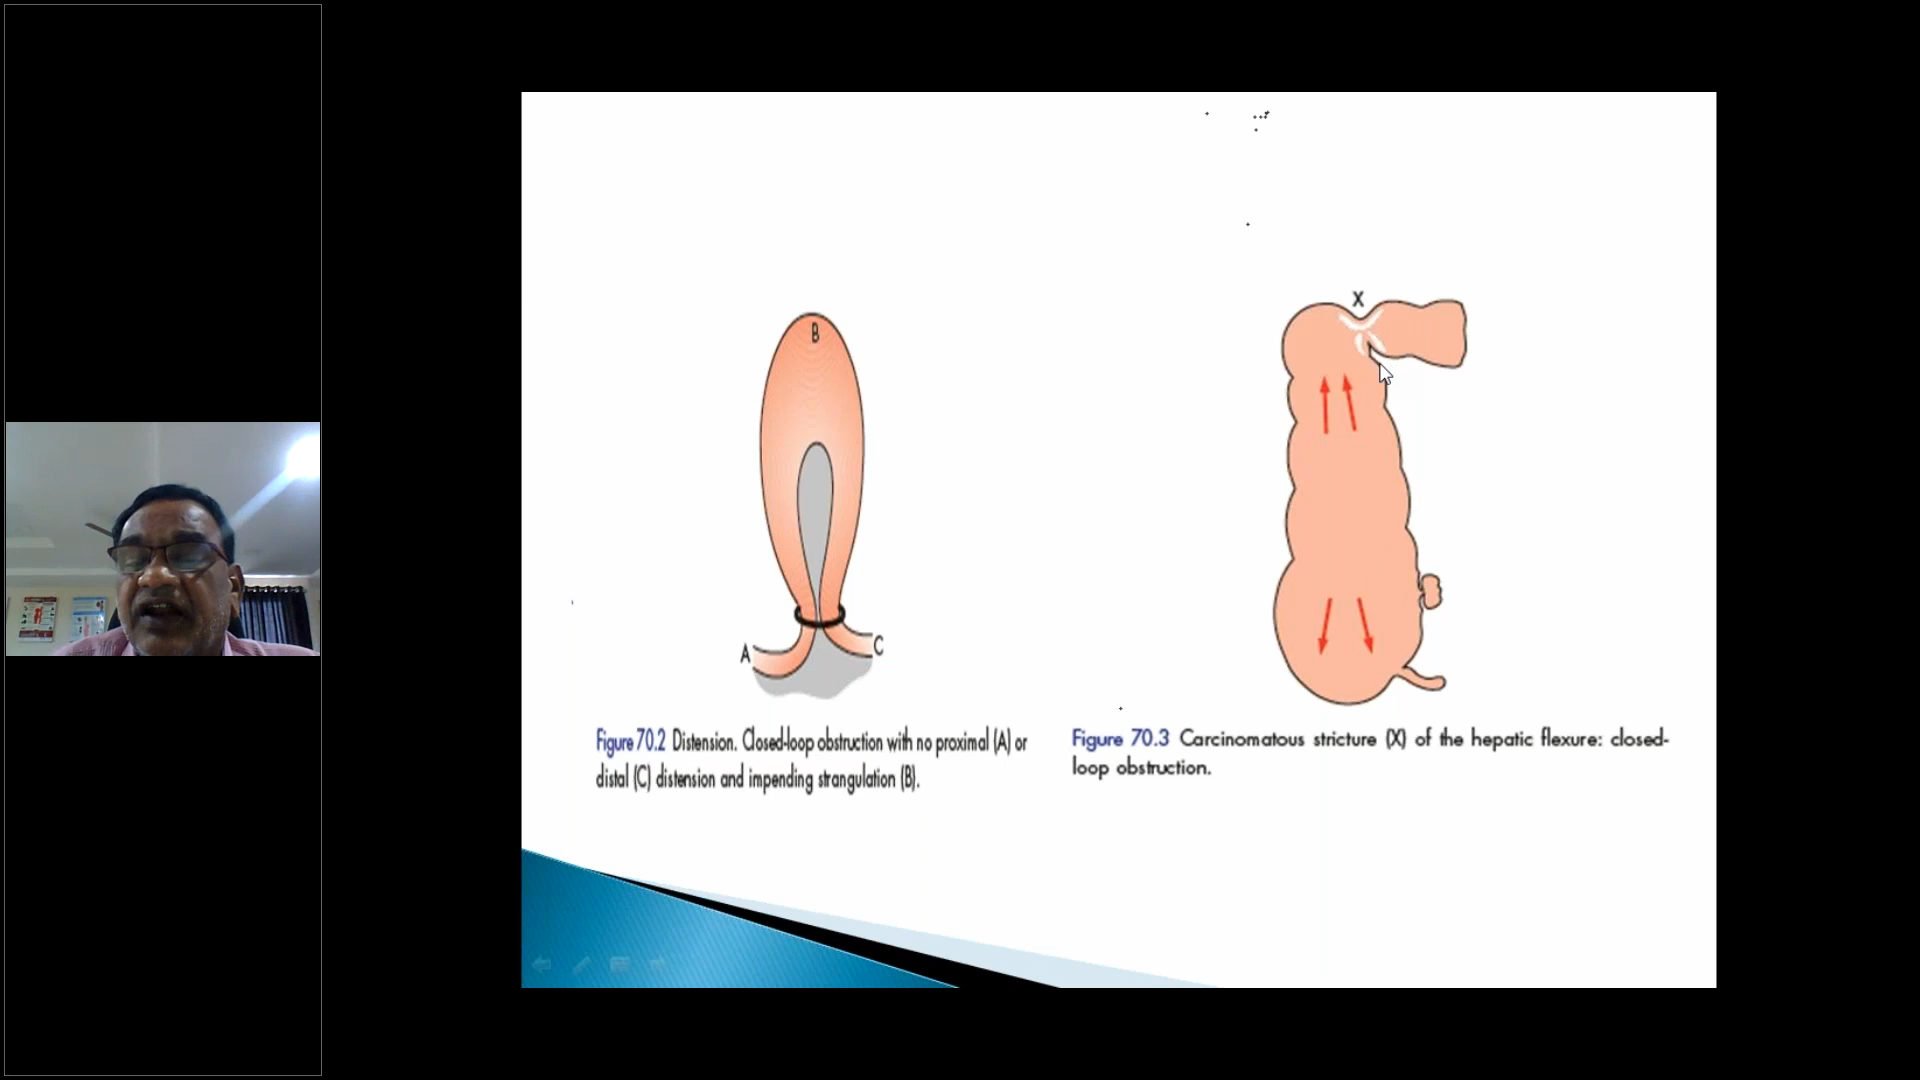 X
B
A
C
Figure 70.2 Distension. Closed-loop obstruction with no proximal (A) or
distal (C) distension and impending strangulation (B).
Figure 70.3 Carcinomatous stricture (X) of the hepatic flexure: closed-
loop obstruction.